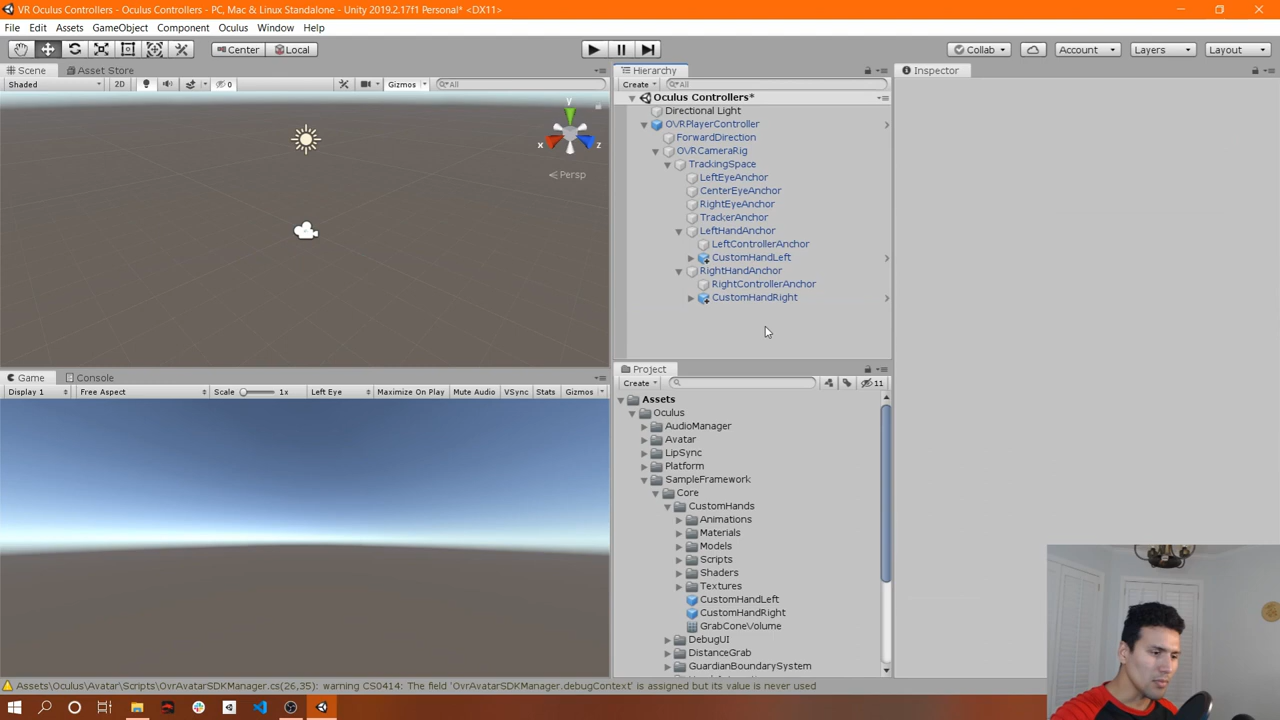 VR Oculus Controllers - Oculus Controllers - PC, Mac & Linux Standalone - Unity 2019.2.17f1 Personal* <DX11>
File Edit Assets GameObject Component Oculus Window Help
Center Local Collab Account Layers Layout
Scene Asset Store
Shaded 2D 0 Gizmos All
y
x
z
Persp
Hierarchy
Create All
Oculus Controllers*
Directional Light
OVRPlayerController
ForwardDirection
OVRCameraRig
TrackingSpace
LeftEyeAnchor
CenterEyeAnchor
RightEyeAnchor
TrackerAnchor
LeftHandAnchor
LeftControllerAnchor
CustomHandLeft
RightHandAnchor
RightControllerAnchor
CustomHandRight
Inspector
Game Console
Display 1 Free Aspect Scale 1x Left Eye Maximize On Play Mute Audio VSync Stats Gizmos
Project
Create 11
Assets
Oculus
AudioManager
Avatar
LipSync
Platform
SampleFramework
Core
CustomHands
Animations
Materials
Models
Scripts
Shaders
Textures
CustomHandLeft
CustomHandRight
GrabConeVolume
DebugUI
DistanceGrab
GuardianBoundarySystem
Assets\Oculus\Avatar\Scripts\OvrAvatarSDKManager.cs(26,35): warning CS0414: The field 'OvrAvatarSDKManager.debugContext' is assigned but its value is never used